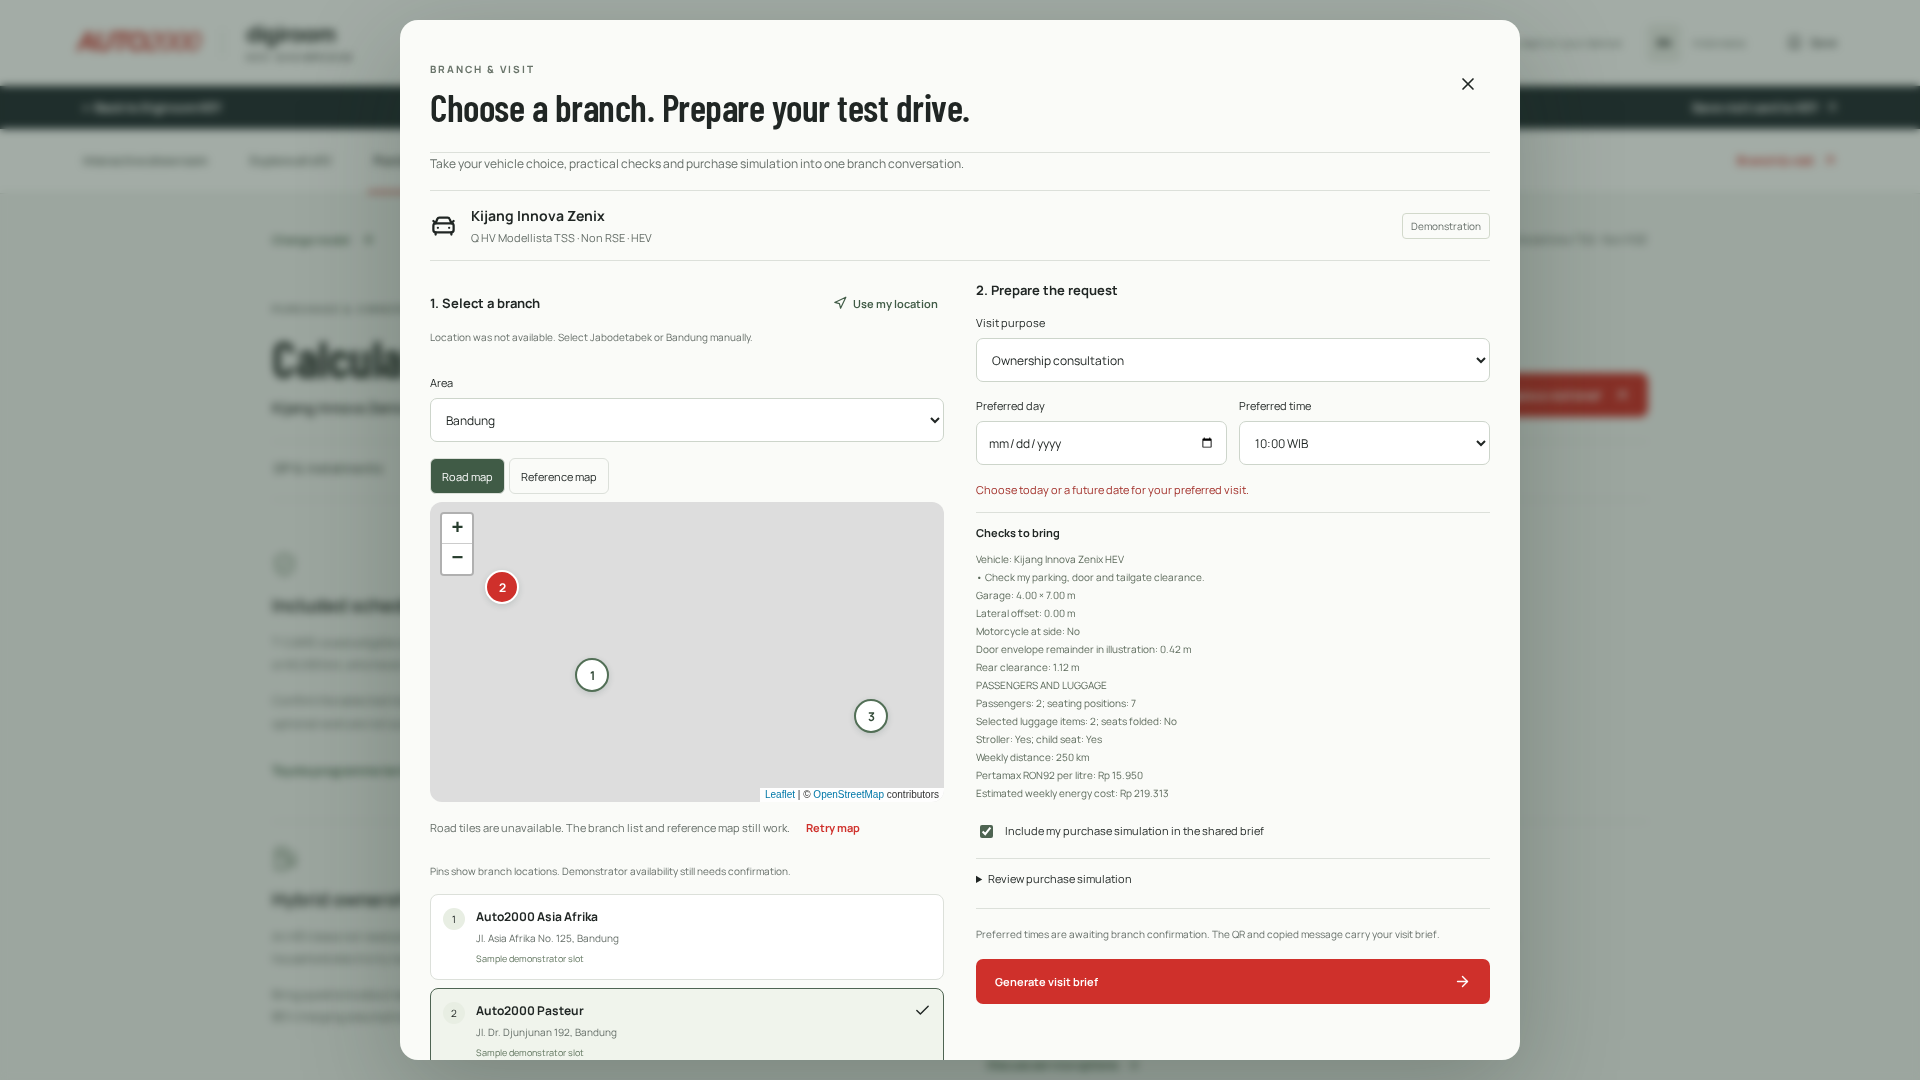 AUTO2000
digiroom
BRANCH & VISIT
Choose a branch. Prepare your test drive.
Take your vehicle choice, practical checks and purchase simulation into one branch conversation.
Kijang Innova Zenix
Q HV Modellista TSS · Non RSE · HEV
Demonstration
1. Select a branch
Use my location
Location was not available. Select Jabodetabek or Bandung manually.
Area
Bandung
Road map
Reference map
+
−
2
1
3
Leaflet | © OpenStreetMap contributors
Road tiles are unavailable. The branch list and reference map still work.
Retry map
Pins show branch locations. Demonstrator availability still needs confirmation.
1
Auto2000 Asia Afrika
Jl. Asia Afrika No. 125, Bandung
Sample demonstrator slot
2
Auto2000 Pasteur
Jl. Dr. Djunjunan 192, Bandung
Sample demonstrator slot
2. Prepare the request
Visit purpose
Ownership consultation
Preferred day
Preferred time
mm/dd/yyyy
10:00 WIB
Choose today or a future date for your preferred visit.
Checks to bring
Vehicle: Kijang Innova Zenix HEV
• Check my parking, door and tailgate clearance.
Garage: 4.00 × 7.00 m
Lateral offset: 0.00 m
Motorcycle at side: No
Door envelope remainder in illustration: 0.42 m
Rear clearance: 1.12 m
PASSENGERS AND LUGGAGE
Passengers: 2; seating positions: 7
Selected luggage items: 2; seats folded: No
Stroller: Yes; child seat: Yes
Weekly distance: 250 km
Pertamax RON92 per litre: Rp 15.950
Estimated weekly energy cost: Rp 219.313
Include my purchase simulation in the shared brief
Review purchase simulation
Preferred times are awaiting branch confirmation. The QR and copied message carry your visit brief.
Generate visit brief
Calcula